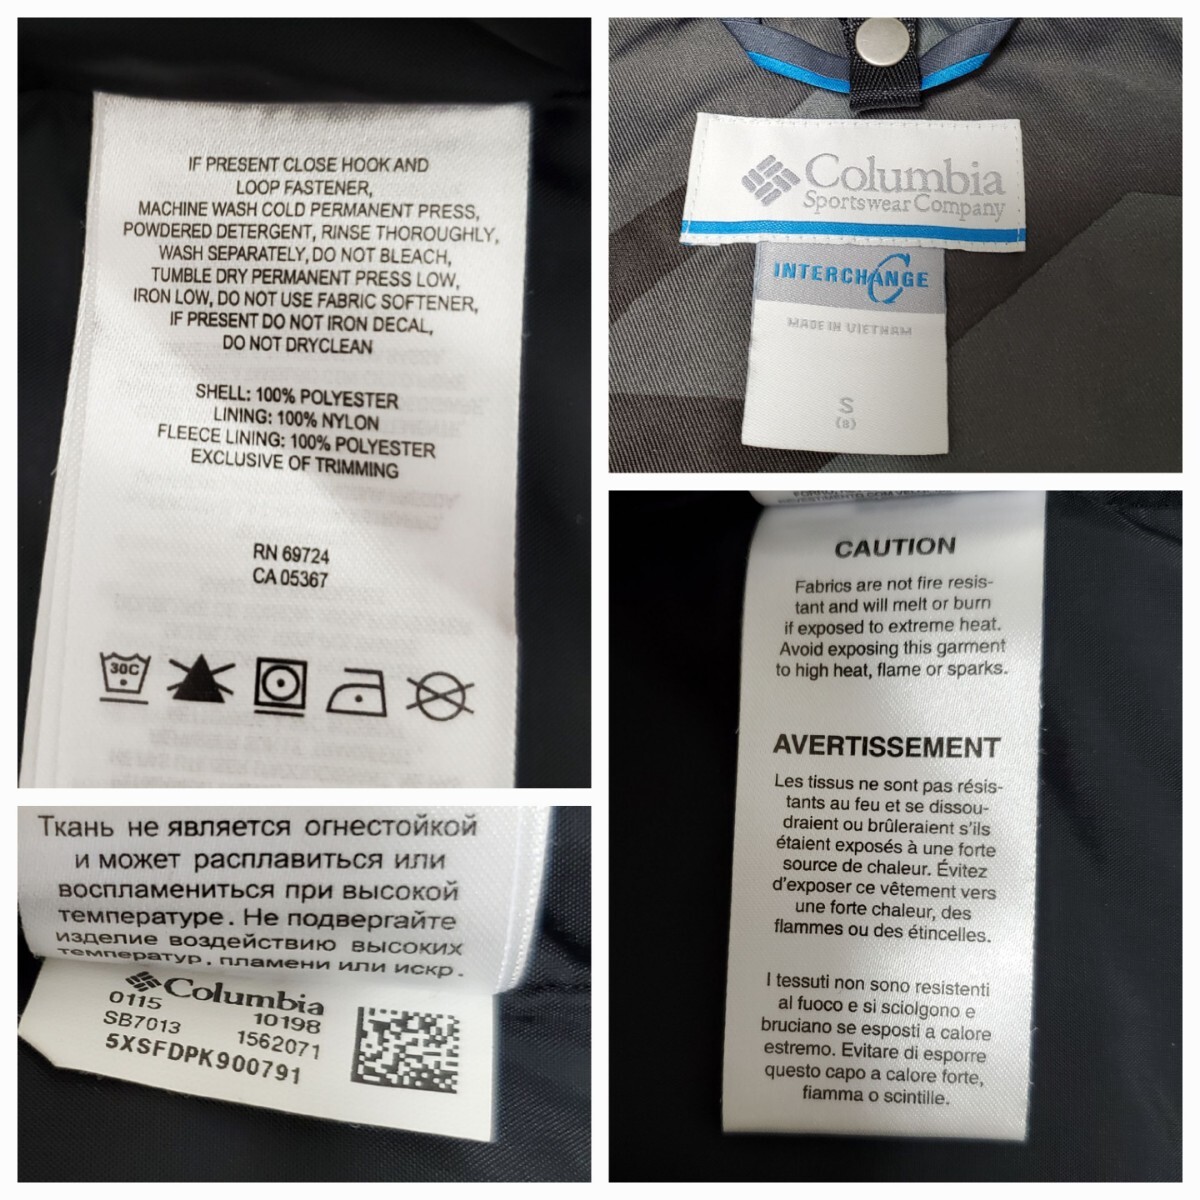 IF PRESENT CLOSE HOOK AND
LOOP FASTENER,
MACHINE WASH COLD PERMANENT PRESS,
POWDERED DETERGENT, RINSE THOROUGHLY,
WASH SEPARATELY, DO NOT BLEACH,
TUMBLE DRY PERMANENT PRESS LOW,
IRON LOW, DO NOT USE FABRIC SOFTENER,
IF PRESENT DO NOT IRON DECAL,
DO NOT DRYCLEAN
SHELL: 100% POLYESTER
LINING: 100% NYLON
FLEECE LINING: 100% POLYESTER
EXCLUSIVE OF TRIMMING
RN 69724
CA 05367
30C
Columbia
Sportswear Company
INTERCHANGE
MADE IN VIETNAM
S
(8)
CAUTION
Fabrics are not fire resis-
tant and will melt or burn
if exposed to extreme heat.
Avoid exposing this garment
to high heat, flame or sparks.
AVERTISSEMENT
Les tissus ne sont pas résis-
tants au feu et se dissou-
draient ou brûleraient s'ils
étaient exposés à une forte
source de chaleur. Évitez
d'exposer ce vêtement vers
une forte chaleur, des
flammes ou des étincelles.
I tessuti non sono resistenti
al fuoco e si sciolgono e
bruciano se esposti a calore
estremo. Evitare di esporre
questo capo a calore forte,
fiamma o scintille.
Ткань не является огнестойкой
и может расплавиться или
воспламениться при высокой
температуре. Не подвергайте
изделие воздействию высоких
температур, пламени или искр.
Columbia
0115 10198
SB7013 1562071
5XSFDPK900791